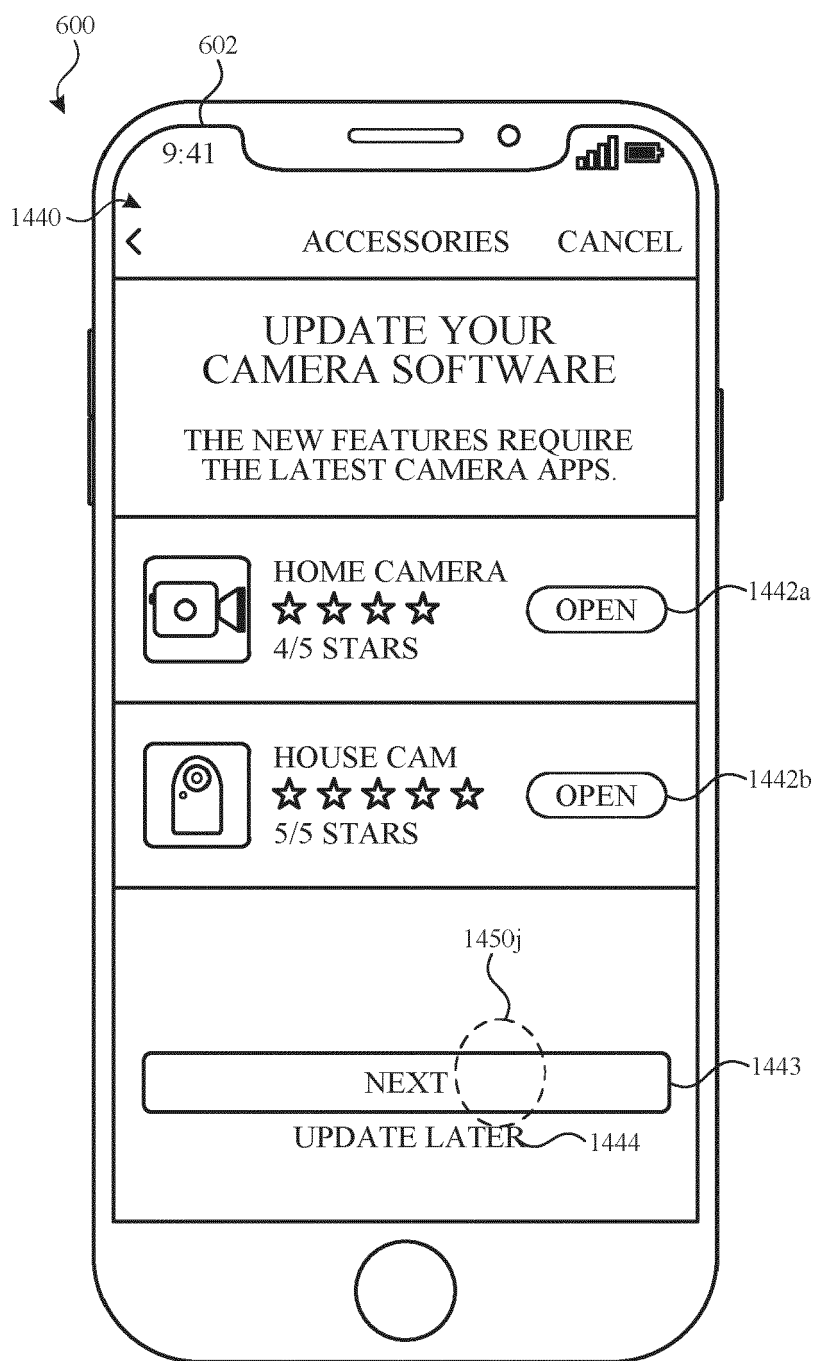 600
602
9:41
1440
< ACCESSORIES CANCEL
UPDATE YOUR
CAMERA SOFTWARE
THE NEW FEATURES REQUIRE
THE LATEST CAMERA APPS.
HOME CAMERA
4/5 STARS
OPEN
1442a
HOUSE CAM
5/5 STARS
OPEN
1442b
1450j
NEXT
1443
UPDATE LATER
1444